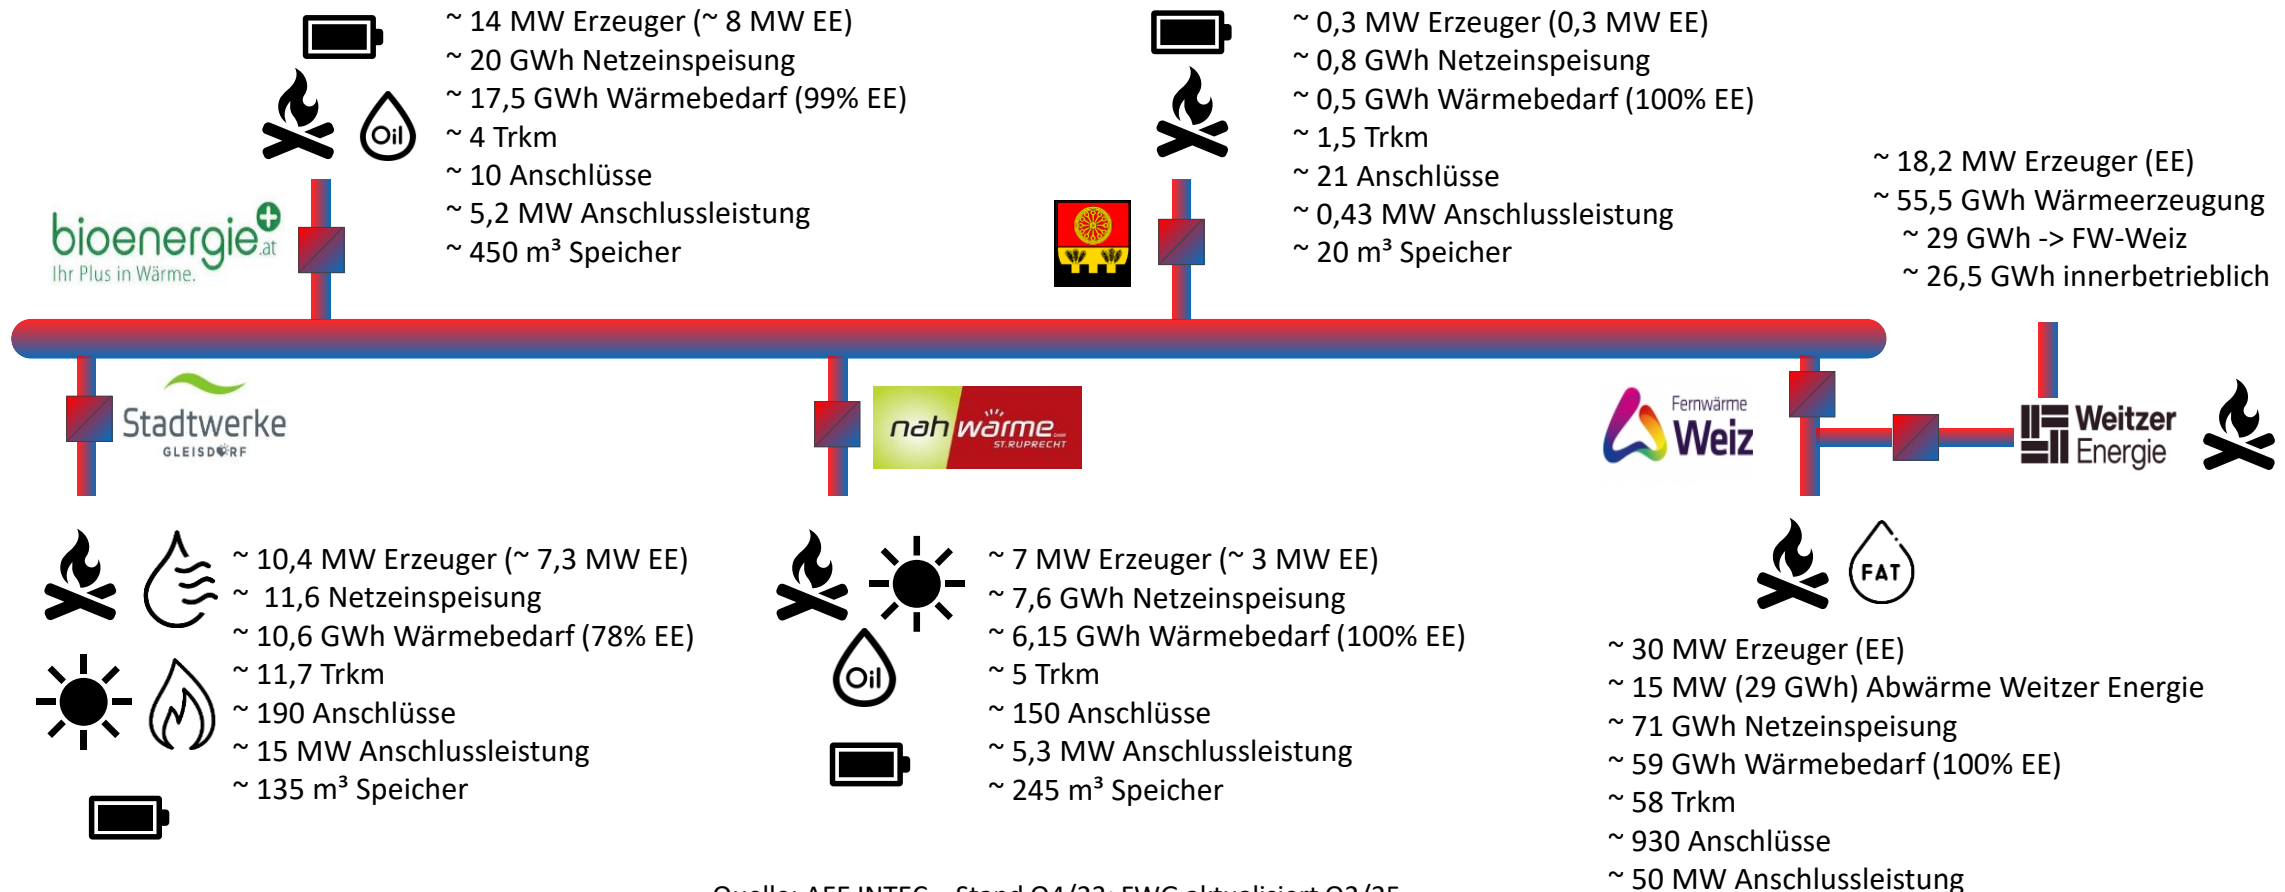 ~ 14 MW Erzeuger (~ 8 MW EE)
~ 20 GWh Netzeinspeisung
~ 17,5 GWh Wärmebedarf (99% EE)
~ 4 Trkm
~ 10 Anschlüsse
~ 5,2 MW Anschlussleistung
~ 450 m³ Speicher
Oil
bioenergie+.at
Ihr Plus in Wärme.
~ 0,3 MW Erzeuger (0,3 MW EE)
~ 0,8 GWh Netzeinspeisung
~ 0,5 GWh Wärmebedarf (100% EE)
~ 1,5 Trkm
~ 21 Anschlüsse
~ 0,43 MW Anschlussleistung
~ 20 m³ Speicher
~ 18,2 MW Erzeuger (EE)
~ 55,5 GWh Wärmeerzeugung
~ 29 GWh -> FW-Weiz
~ 26,5 GWh innerbetrieblich
Stadtwerke
GLEISDORF
nahwärme GmbH
ST.RUPRECHT
Fernwärme
Weiz
Weitzer
Energie
~ 10,4 MW Erzeuger (~ 7,3 MW EE)
~ 11,6 Netzeinspeisung
~ 10,6 GWh Wärmebedarf (78% EE)
~ 11,7 Trkm
~ 190 Anschlüsse
~ 15 MW Anschlussleistung
~ 135 m³ Speicher
Oil
~ 7 MW Erzeuger (~ 3 MW EE)
~ 7,6 GWh Netzeinspeisung
~ 6,15 GWh Wärmebedarf (100% EE)
~ 5 Trkm
~ 150 Anschlüsse
~ 5,3 MW Anschlussleistung
~ 245 m³ Speicher
FAT
~ 30 MW Erzeuger (EE)
~ 15 MW (29 GWh) Abwärme Weitzer Energie
~ 71 GWh Netzeinspeisung
~ 59 GWh Wärmebedarf (100% EE)
~ 58 Trkm
~ 930 Anschlüsse
~ 50 MW Anschlussleistung